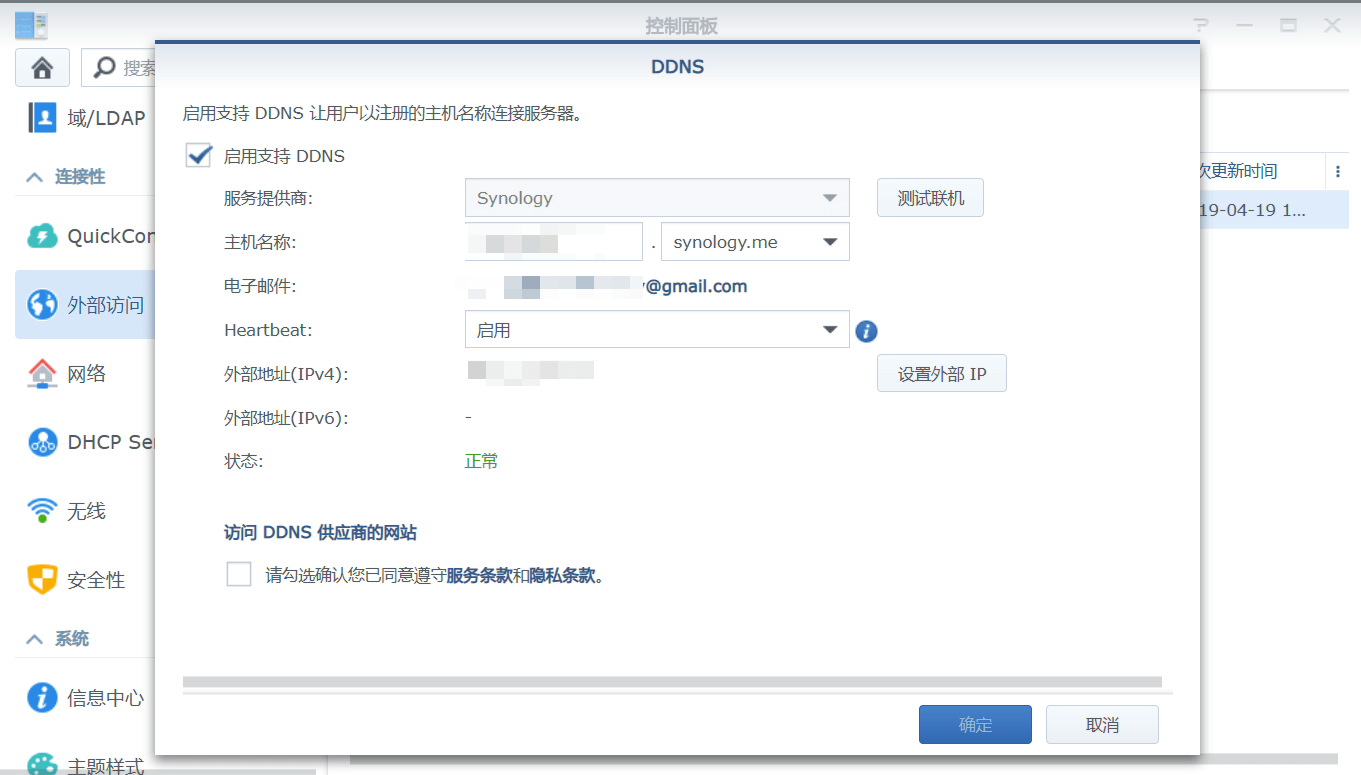 控制面板
搜索
DDNS
域/LDAP
启用支持 DDNS 让用户以注册的主机名称连接服务器。
启用支持 DDNS
连接性
次更新时间
服务提供商:
Synology
测试联机
19-04-19 1...
QuickCon
主机名称:
. synology.me
电子邮件:
@gmail.com
外部访问
Heartbeat:
启用
网络
外部地址(IPv4):
设置外部 IP
外部地址(IPv6):
-
DHCP Ser
状态:
正常
无线
访问 DDNS 供应商的网站
安全性
请勾选确认您已同意遵守服务条款和隐私条款。
系统
信息中心
确定
取消
主题样式